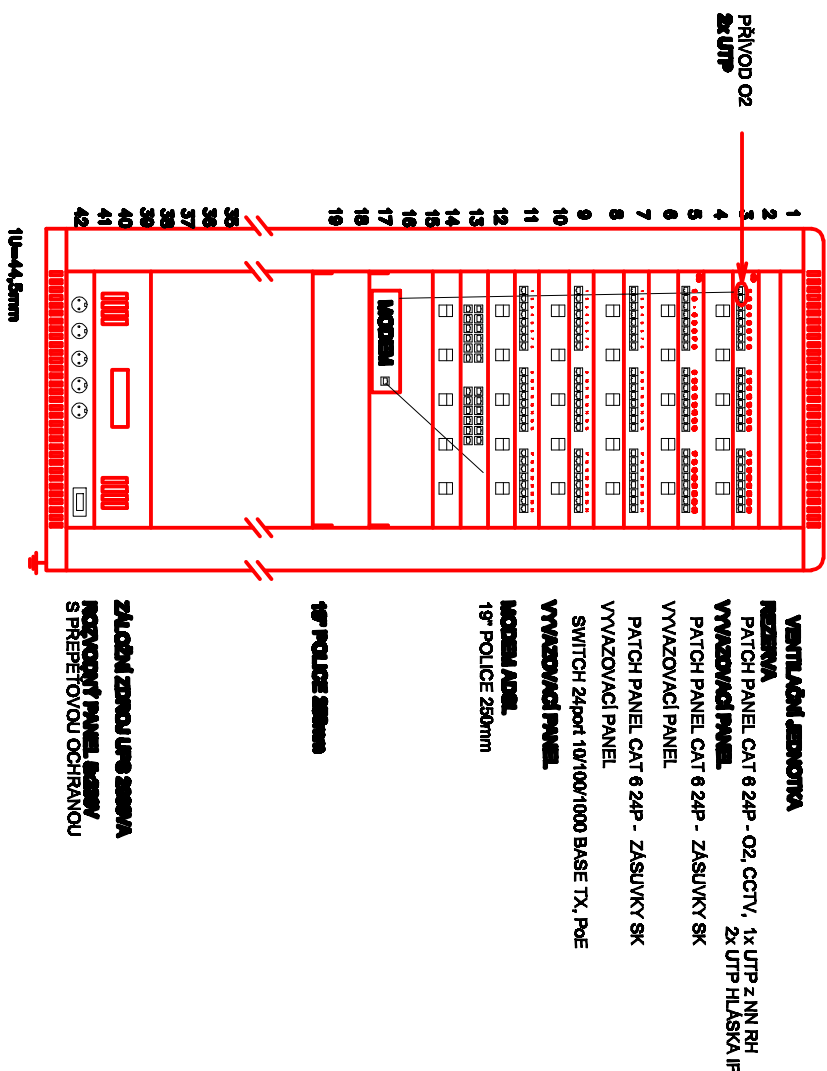 PŘÍVOD O2
2x UTP
1
2
3
4
5
6
7
8
9
10
11
12
13
14
15
16
17
18
19
35
36
37
38
39
40
41
42
1U=44,5mm
MODEM
VENTILAČNÍ JEDNOTKA
REZERVA
PATCH PANEL CAT 6 24P - O2, CCTV, 1x UTP z NN RH
2x UTP HLÁSKA IP
VYVAZOVACÍ PANEL
PATCH PANEL CAT 6 24P - ZÁSUVKY SK
VYVAZOVACÍ PANEL
PATCH PANEL CAT 6 24P - ZÁSUVKY SK
VYVAZOVACÍ PANEL
SWITCH 24port 10/100/1000 BASE TX, PoE
VYVAZOVACÍ PANEL
MODEM ADSL
19" POLICE 250mm
19" POLICE
ZÁLOŽNÍ ZDROJ UPS
ROZVODNÝ PANEL
S PŘEPĚŤOVOU OCHRANOU